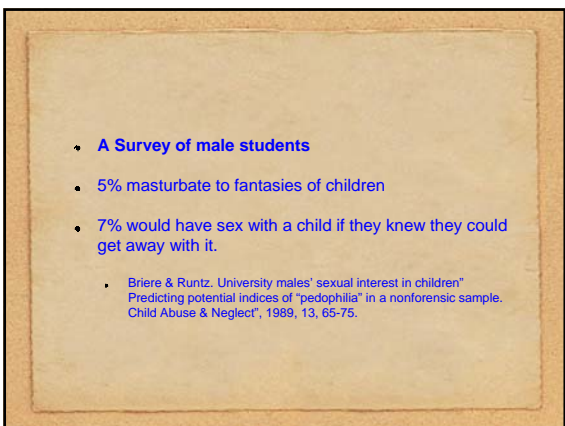 A Survey of male students
5% masturbate to fantasies of children
7% would have sex with a child if they knew they could
get away with it.
Briere & Runtz. University males' sexual interest in children"
Predicting potential indices of "pedophilia" in a nonforensic sample.
Child Abuse & Neglect", 1989, 13, 65-75.